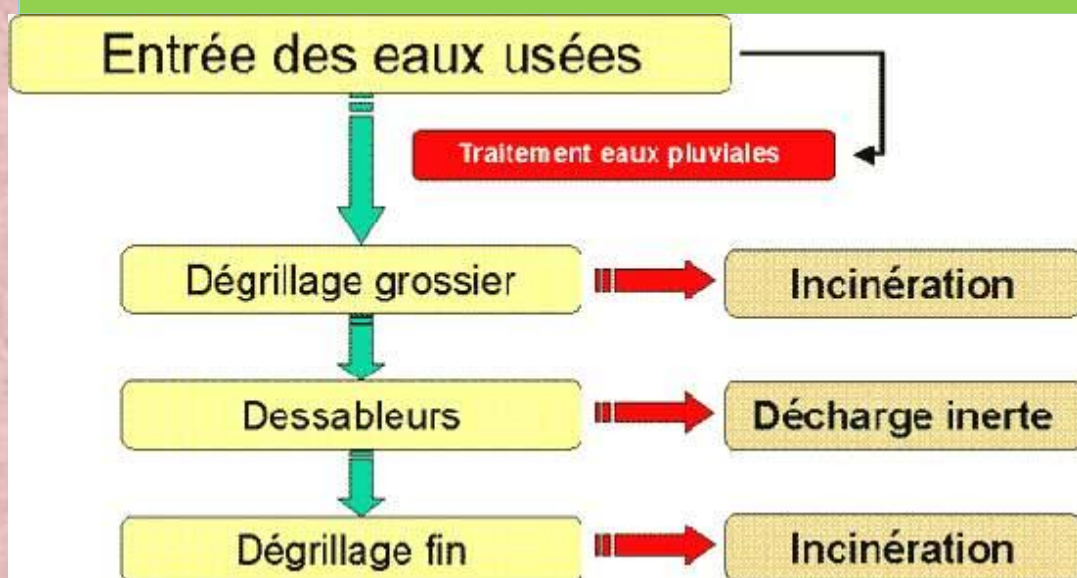 Entrée des eaux usées
Traitement eaux pluviales
Dégrillage grossier
Incinération
Dessableurs
Décharge inerte
Dégrillage fin
Incinération